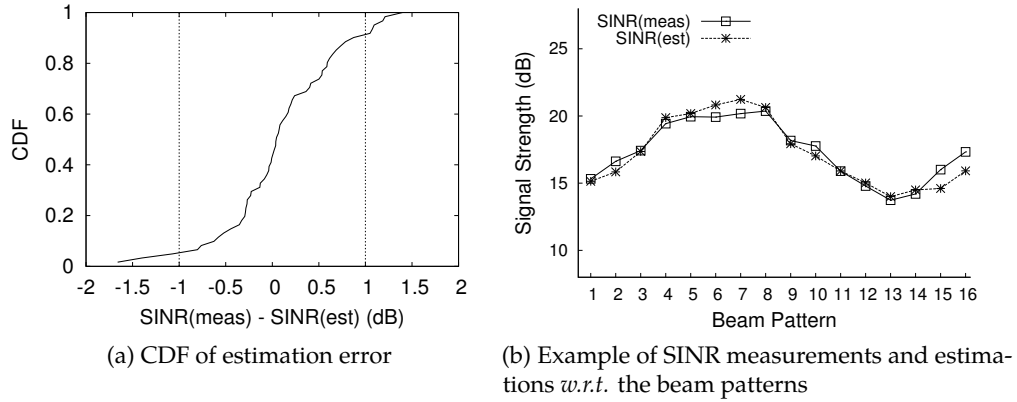 1
0.8
0.6
0.4
0.2
0
CDF
-2 -1.5 -1 -0.5 0 0.5 1 1.5 2
SINR(meas) - SINR(est) (dB)
(a) CDF of estimation error
SINR(meas)
SINR(est)
25
20
15
10
Signal Strength (dB)
1 2 3 4 5 6 7 8 9 10 11 12 13 14 15 16
Beam Pattern
(b) Example of SINR measurements and estima-
tions w.r.t. the beam patterns